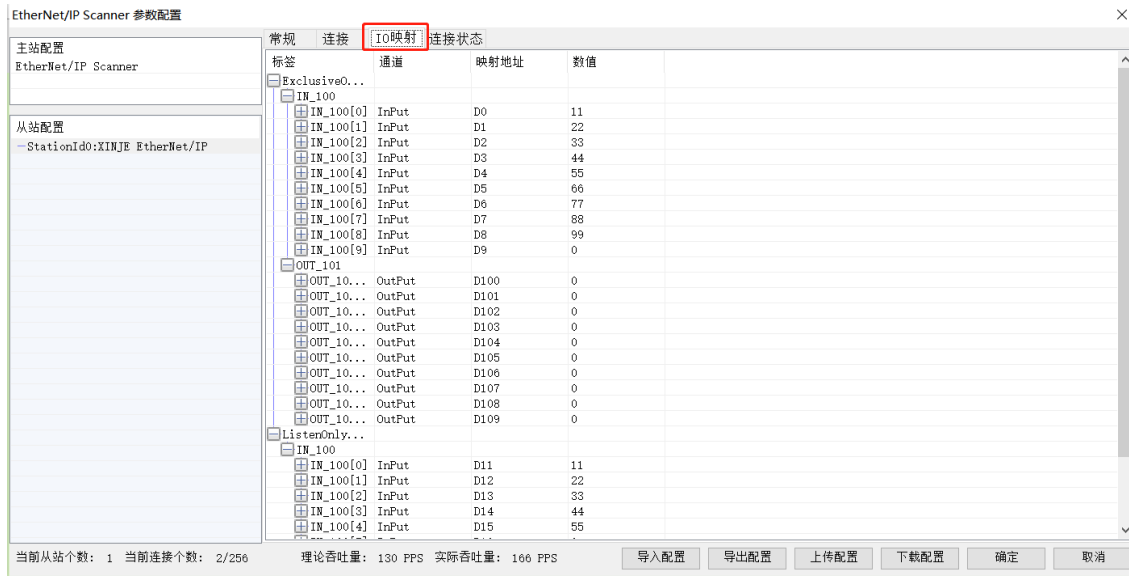 EtherNet/IP Scanner 参数配置
主站配置
EtherNet/IP Scanner
从站配置
StationId0:XINJE EtherNet/IP
常规 连接 IO映射 连接状态
标签 通道 映射地址 数值
ExclusiveO...
IN_100
IN_100[0] InPut D0 11
IN_100[1] InPut D1 22
IN_100[2] InPut D2 33
IN_100[3] InPut D3 44
IN_100[4] InPut D4 55
IN_100[5] InPut D5 66
IN_100[6] InPut D6 77
IN_100[7] InPut D7 88
IN_100[8] InPut D8 99
IN_100[9] InPut D9 0
OUT_101
OUT_10... OutPut D100 0
OUT_10... OutPut D101 0
OUT_10... OutPut D102 0
OUT_10... OutPut D103 0
OUT_10... OutPut D104 0
OUT_10... OutPut D105 0
OUT_10... OutPut D106 0
OUT_10... OutPut D107 0
OUT_10... OutPut D108 0
OUT_10... OutPut D109 0
ListenOnly...
IN_100
IN_100[0] InPut D11 11
IN_100[1] InPut D12 22
IN_100[2] InPut D13 33
IN_100[3] InPut D14 44
IN_100[4] InPut D15 55
当前从站个数: 1 当前连接个数: 2/256 理论吞吐量: 130 PPS 实际吞吐量: 166 PPS 导入配置 导出配置 上传配置 下载配置 确定 取消